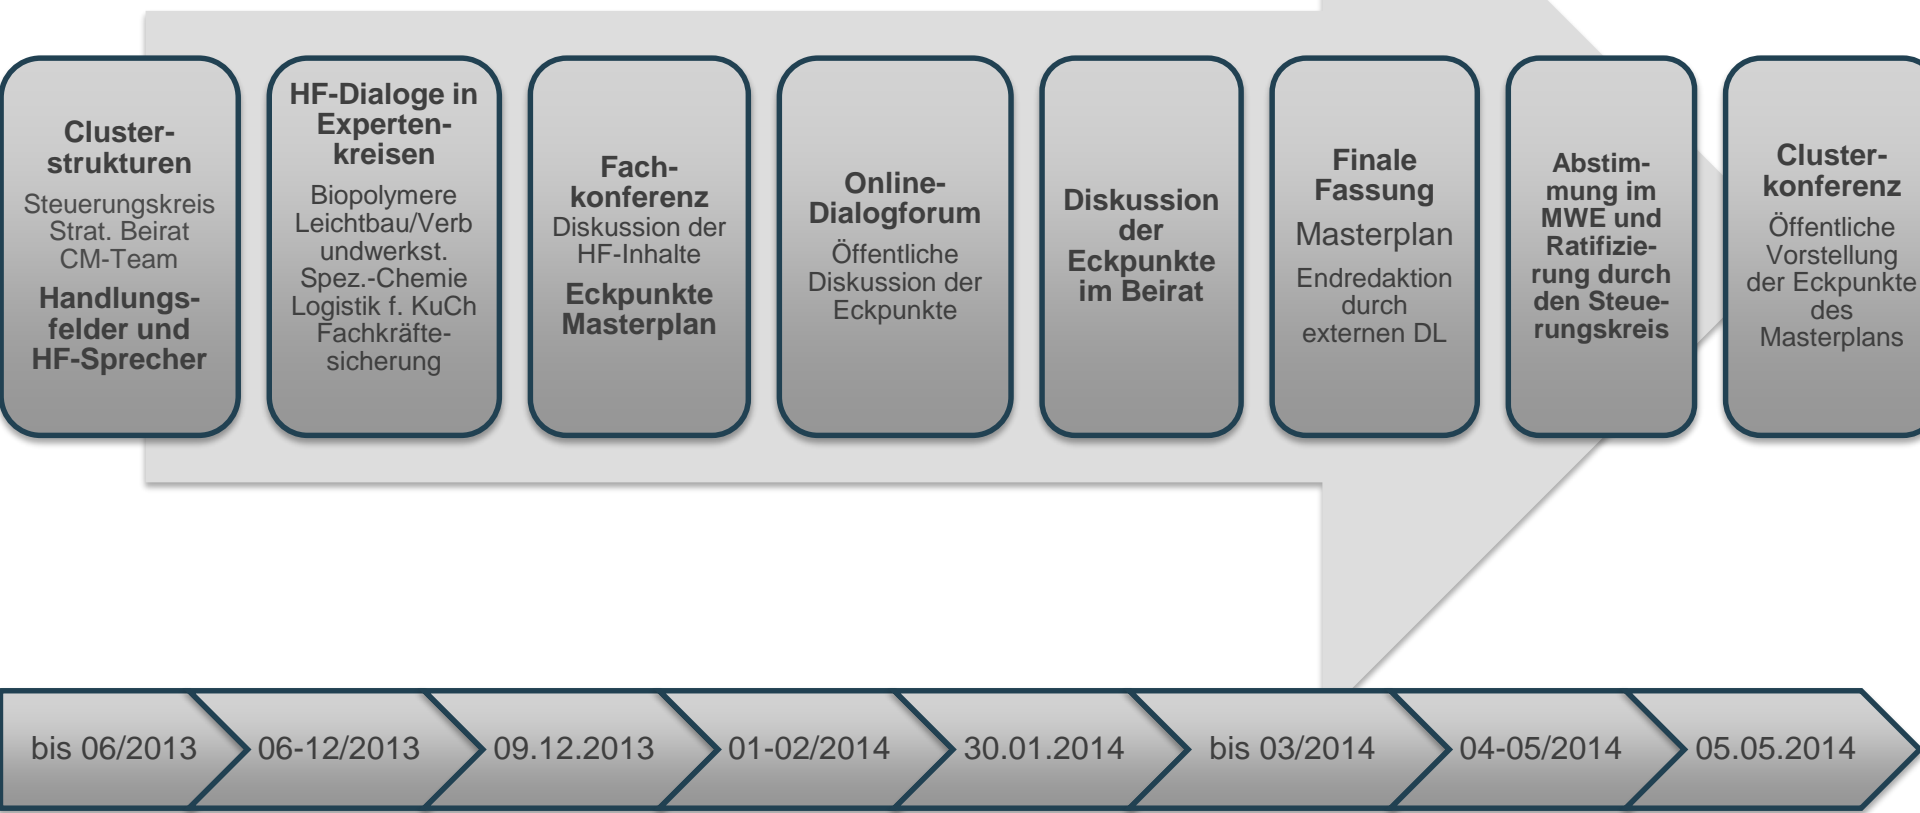 Cluster-
strukturen
Steuerungskreis
Strat. Beirat
CM-Team
Handlungs-
felder und
HF-Sprecher
HF-Dialoge in
Experten-
kreisen
Biopolymere
Leichtbau/Verb
undwerkst.
Spez.-Chemie
Logistik f. KuCh
Fachkräfte-
sicherung
Fach-
konferenz
Diskussion der
HF-Inhalte
Eckpunkte
Masterplan
Online-
Dialogforum
Öffentliche
Diskussion der
Eckpunkte
Diskussion
der
Eckpunkte
im Beirat
Finale
Fassung
Masterplan
Endredaktion
durch
externen DL
Abstim-
mung im
MWE und
Ratifizie-
rung durch
den Steue-
rungskreis
Cluster-
konferenz
Öffentliche
Vorstellung
der Eckpunkte
des
Masterplans
bis 06/2013
06-12/2013
09.12.2013
01-02/2014
30.01.2014
bis 03/2014
04-05/2014
05.05.2014